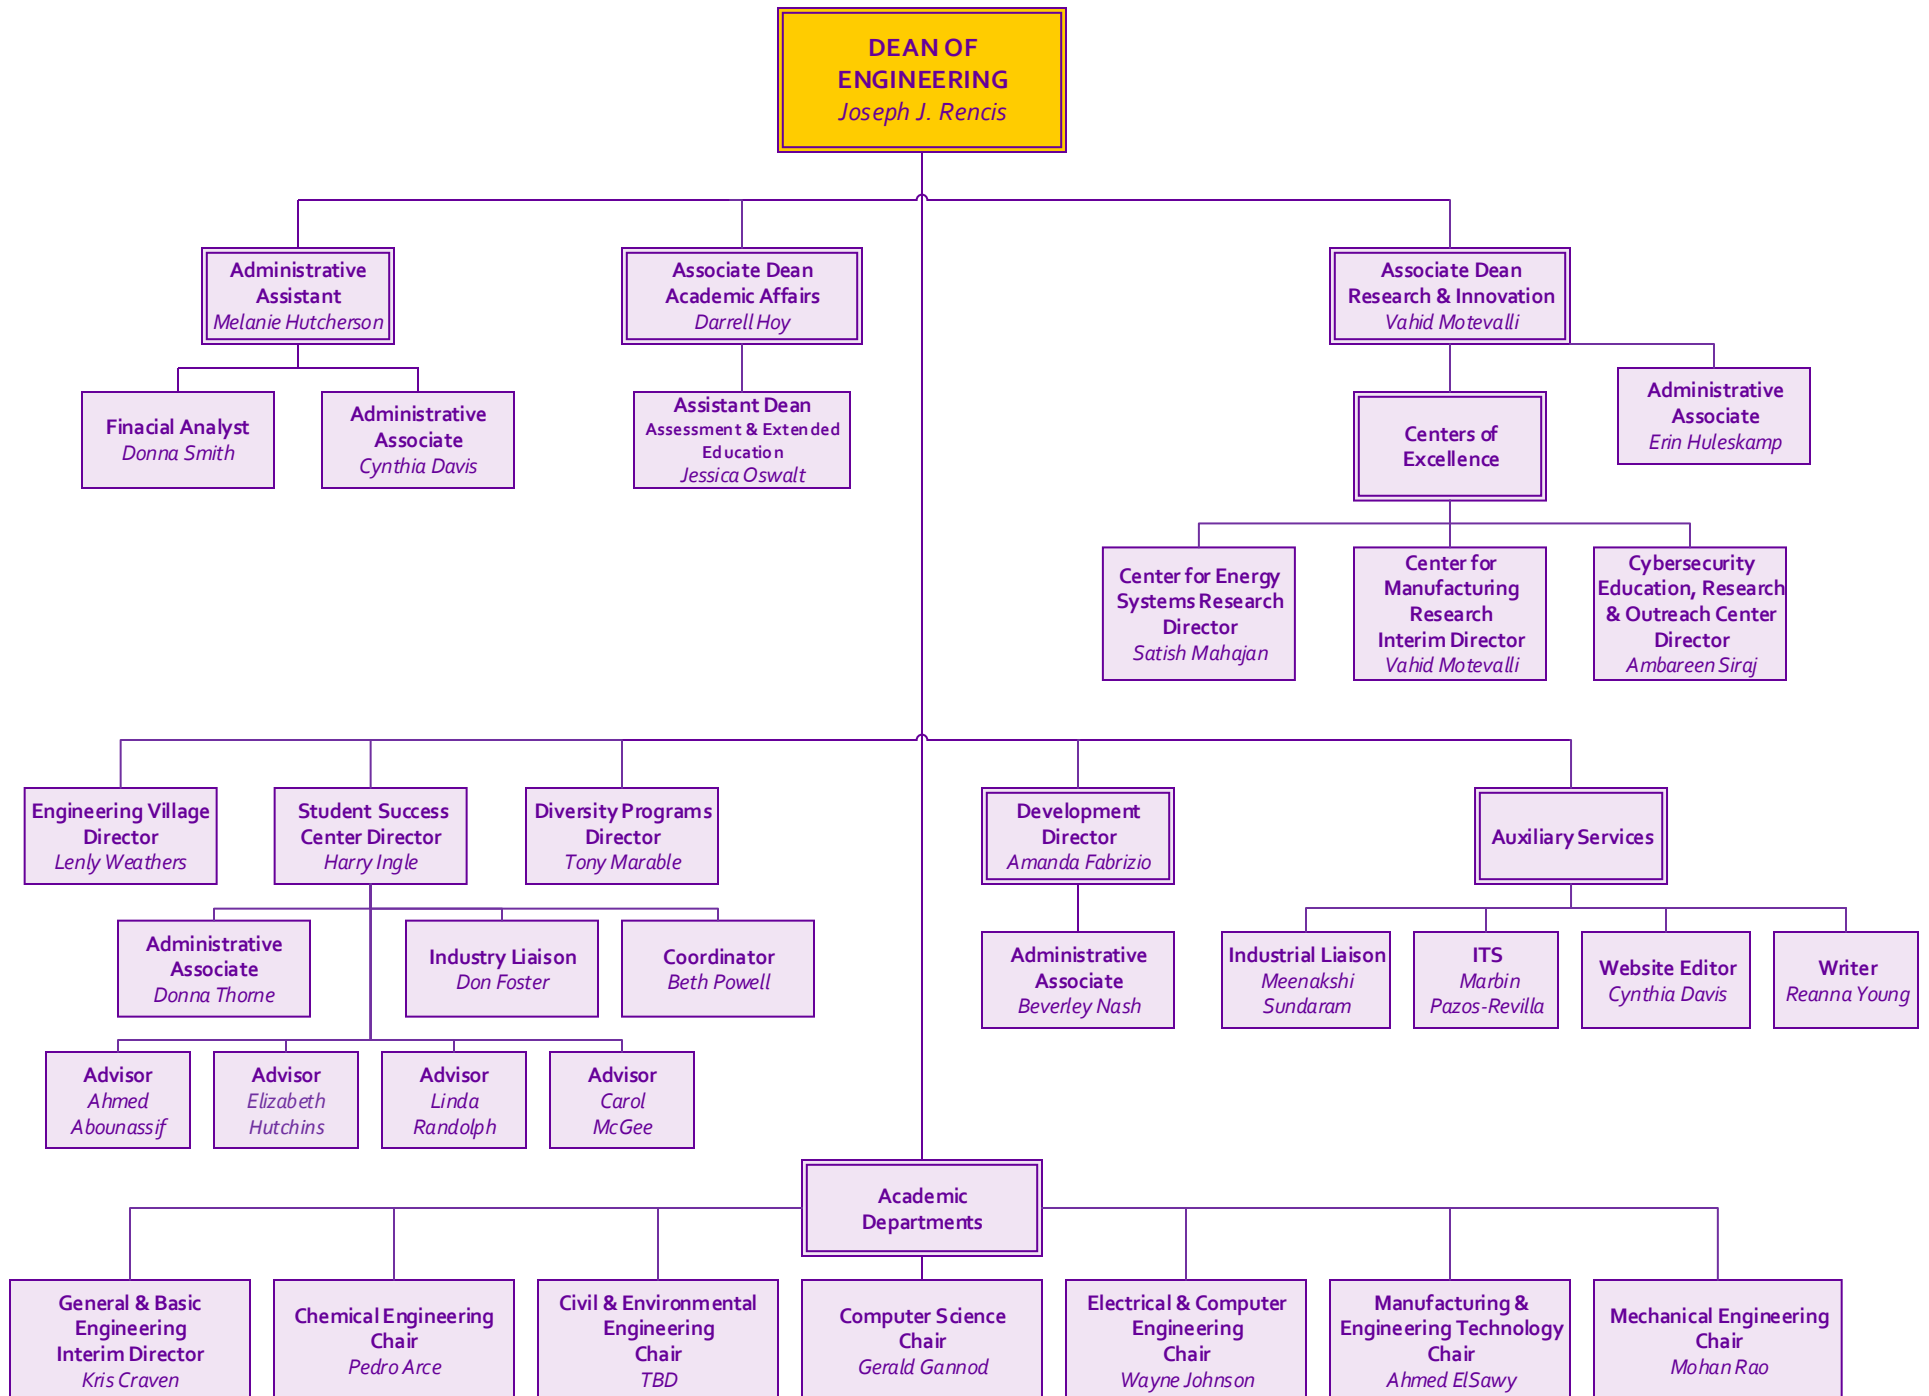 DEAN OF
ENGINEERING
Joseph J. Rencis
Administrative
Assistant
Melanie Hutcherson
Associate Dean
Academic Affairs
Darrell Hoy
Associate Dean
Research & Innovation
Vahid Motevalli
Finacial Analyst
Donna Smith
Administrative
Associate
Cynthia Davis
Assistant Dean
Assessment & Extended
Education
Jessica Oswalt
Centers of
Excellence
Administrative
Associate
Erin Huleskamp
Center for Energy
Systems Research
Director
Satish Mahajan
Center for
Manufacturing
Research
Interim Director
Vahid Motevalli
Cybersecurity
Education, Research
& Outreach Center
Director
Ambareen Siraj
Engineering Village
Director
Lenly Weathers
Student Success
Center Director
Harry Ingle
Diversity Programs
Director
Tony Marable
Development
Director
Amanda Fabrizio
Auxiliary Services
Administrative
Associate
Donna Thorne
Industry Liaison
Don Foster
Coordinator
Beth Powell
Administrative
Associate
Beverley Nash
Industrial Liaison
Meenakshi
Sundaram
ITS
Marbin
Pazos-Revilla
Website Editor
Cynthia Davis
Writer
Reanna Young
Advisor
Ahmed
Abounassif
Advisor
Elizabeth
Hutchins
Advisor
Linda
Randolph
Advisor
Carol
McGee
Academic
Departments
General & Basic
Engineering
Interim Director
Kris Craven
Chemical Engineering
Chair
Pedro Arce
Civil & Environmental
Engineering
Chair
TBD
Computer Science
Chair
Gerald Gannod
Electrical & Computer
Engineering
Chair
Wayne Johnson
Manufacturing &
Engineering Technology
Chair
Ahmed ElSawy
Mechanical Engineering
Chair
Mohan Rao